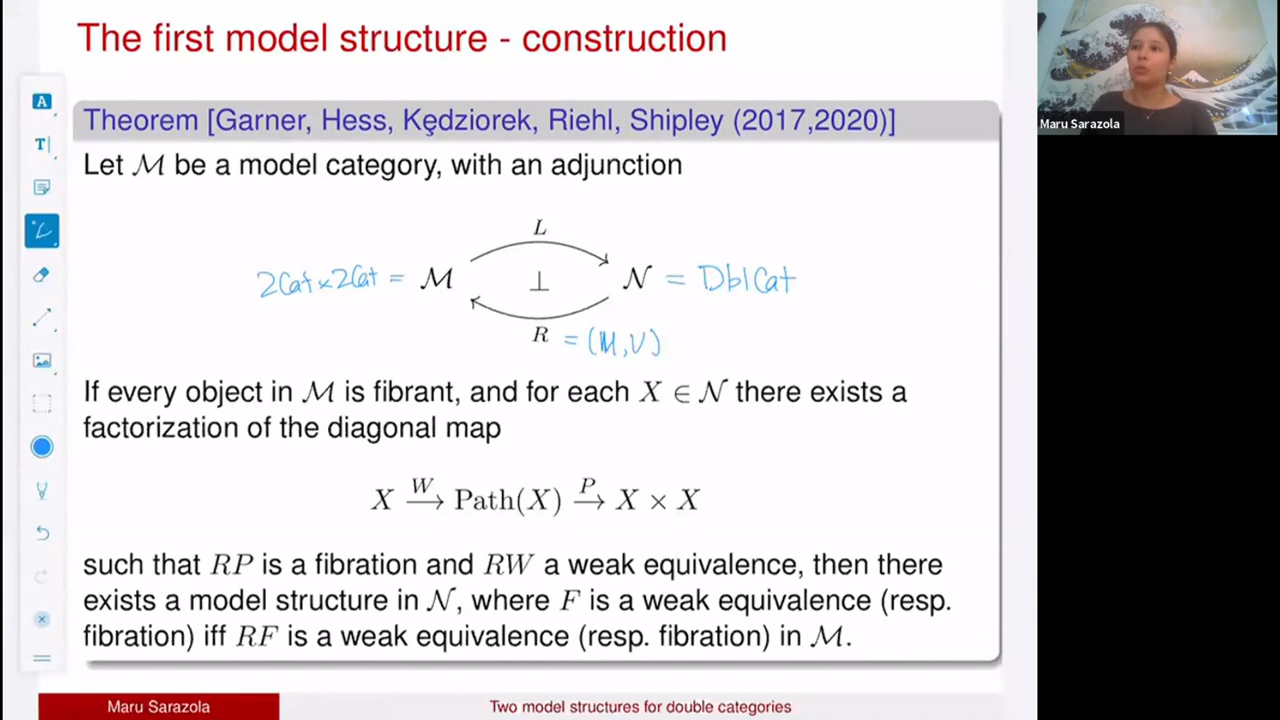 The first model structure - construction
Maru Sarazola
Theorem [Garner, Hess, Kędziorek, Riehl, Shipley (2017,2020)]
Let ℳ be a model category, with an adjunction
L
2Cat×2Cat = ℳ ⊥ 𝒩 = DblCat
R = (ℍ,V)
If every object in ℳ is fibrant, and for each X ∈ 𝒩 there exists a
factorization of the diagonal map
X →W Path(X) →P X × X
such that RP is a fibration and RW a weak equivalence, then there
exists a model structure in 𝒩, where F is a weak equivalence (resp.
fibration) iff RF is a weak equivalence (resp. fibration) in ℳ.
Maru Sarazola
Two model structures for double categories
A
T